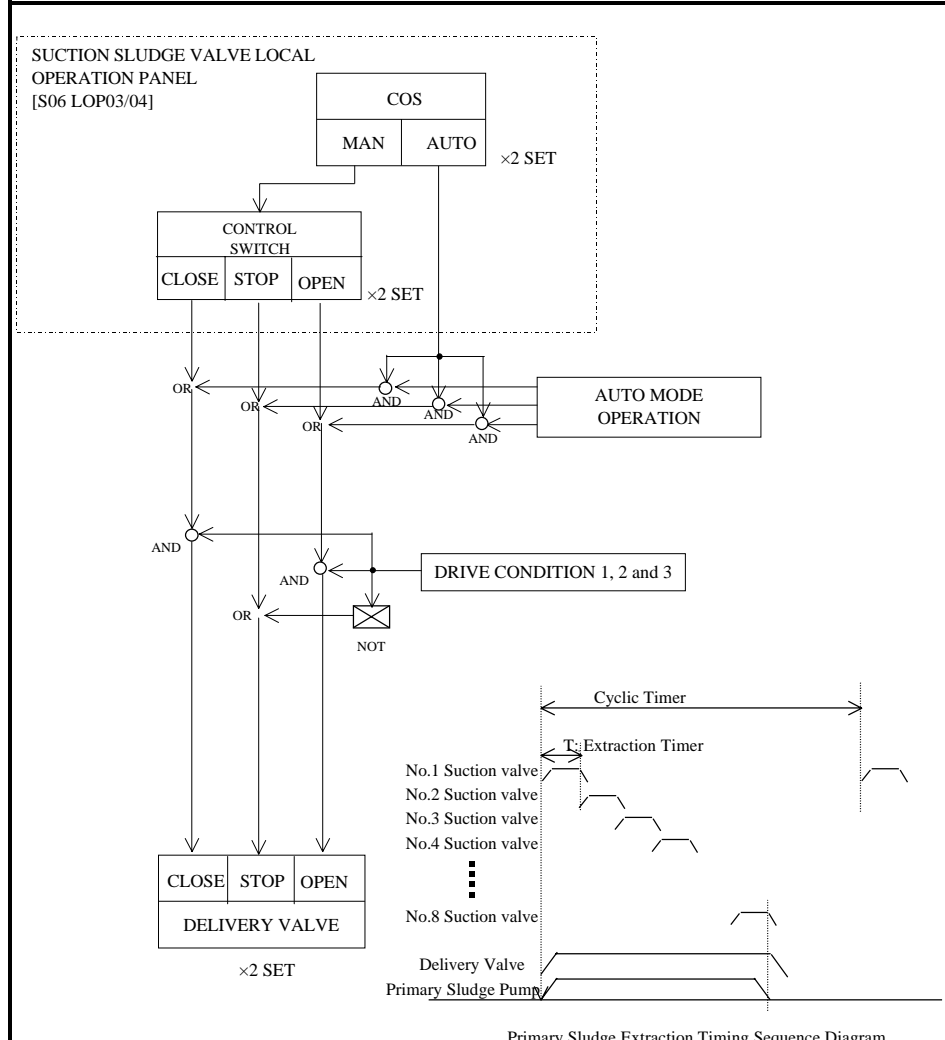 SUCTION SLUDGE VALVE LOCAL
OPERATION PANEL
[S06 LOP03/04]
COS
MAN AUTO
×2 SET
CONTROL
SWITCH
CLOSE STOP OPEN
×2 SET
OR
AND
OR
AND
OR
AND
AUTO MODE
OPERATION
AND
AND
DRIVE CONDITION 1, 2 and 3
OR
NOT
Cyclic Timer
T: Extraction Timer
No.1 Suction valve
No.2 Suction valve
No.3 Suction valve
No.4 Suction valve
No.8 Suction valve
Delivery Valve
Primary Sludge Pump
CLOSE STOP OPEN
DELIVERY VALVE
×2 SET
Primary Sludge Extraction Timing Sequence Diagram